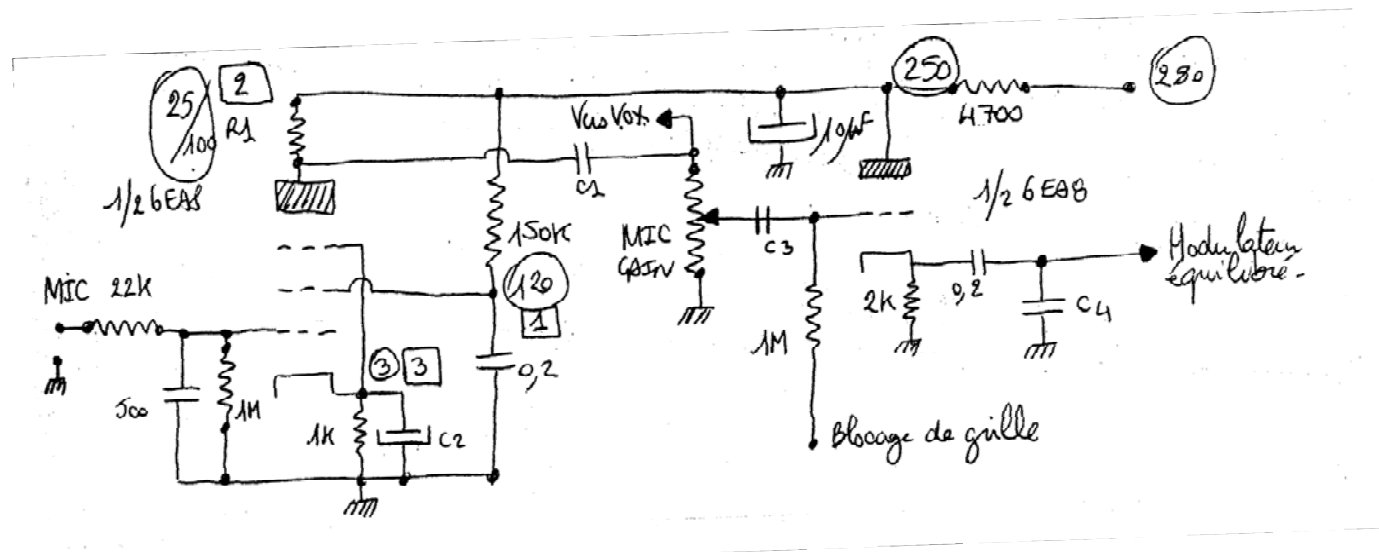 25/100
2
R1
1/2 6EA8
250
4700
280
Vers VOX
10µF
C1
1/2 6EA8
150K
MIC
GAIN
C3
Modulateur
équilibré.
MIC 22K
120
1
2K
0,2
C4
1M
500
1M
3
3
0,2
1K
C2
Blocage de grille